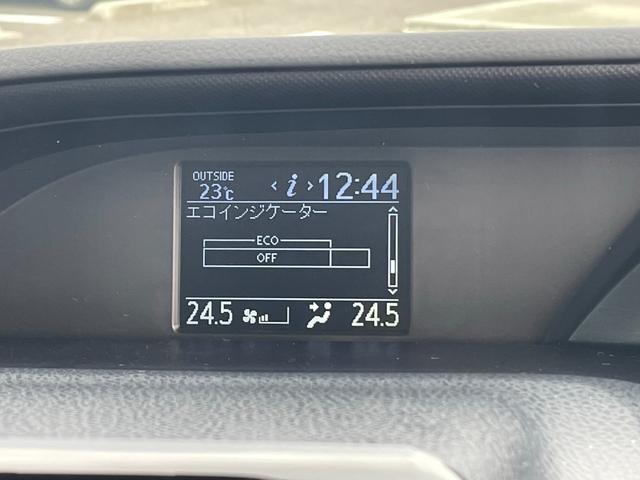 OUTSIDE
23°C
< i > 12:44
エコインジケーター
ECO
OFF
24.5 24.5